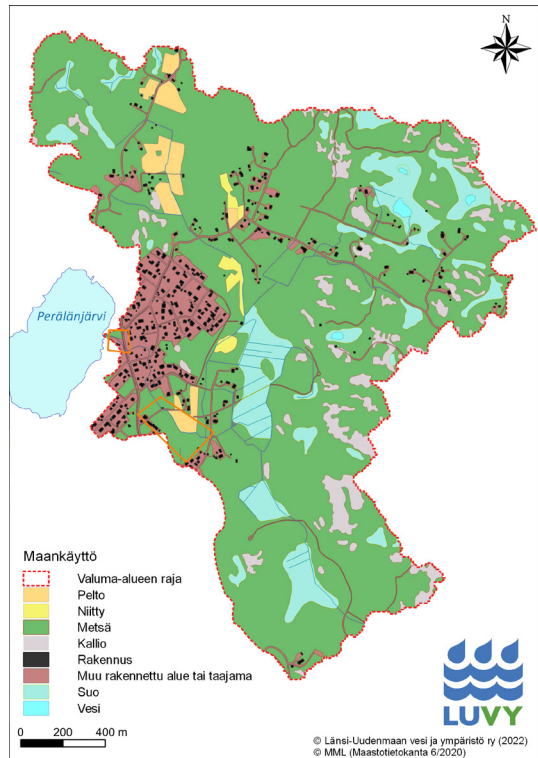 N
Perälänjärvi
Maankäyttö
Valuma-alueen raja
Pelto
Niitty
Metsä
Kallio
Rakennus
Muu rakennettu alue tai taajama
Suo
Vesi
0 200 400 m
LUVY
© Länsi-Uudenmaan vesi ja ympäristö ry (2022)
© MML (Maastotietokanta 6/2020)